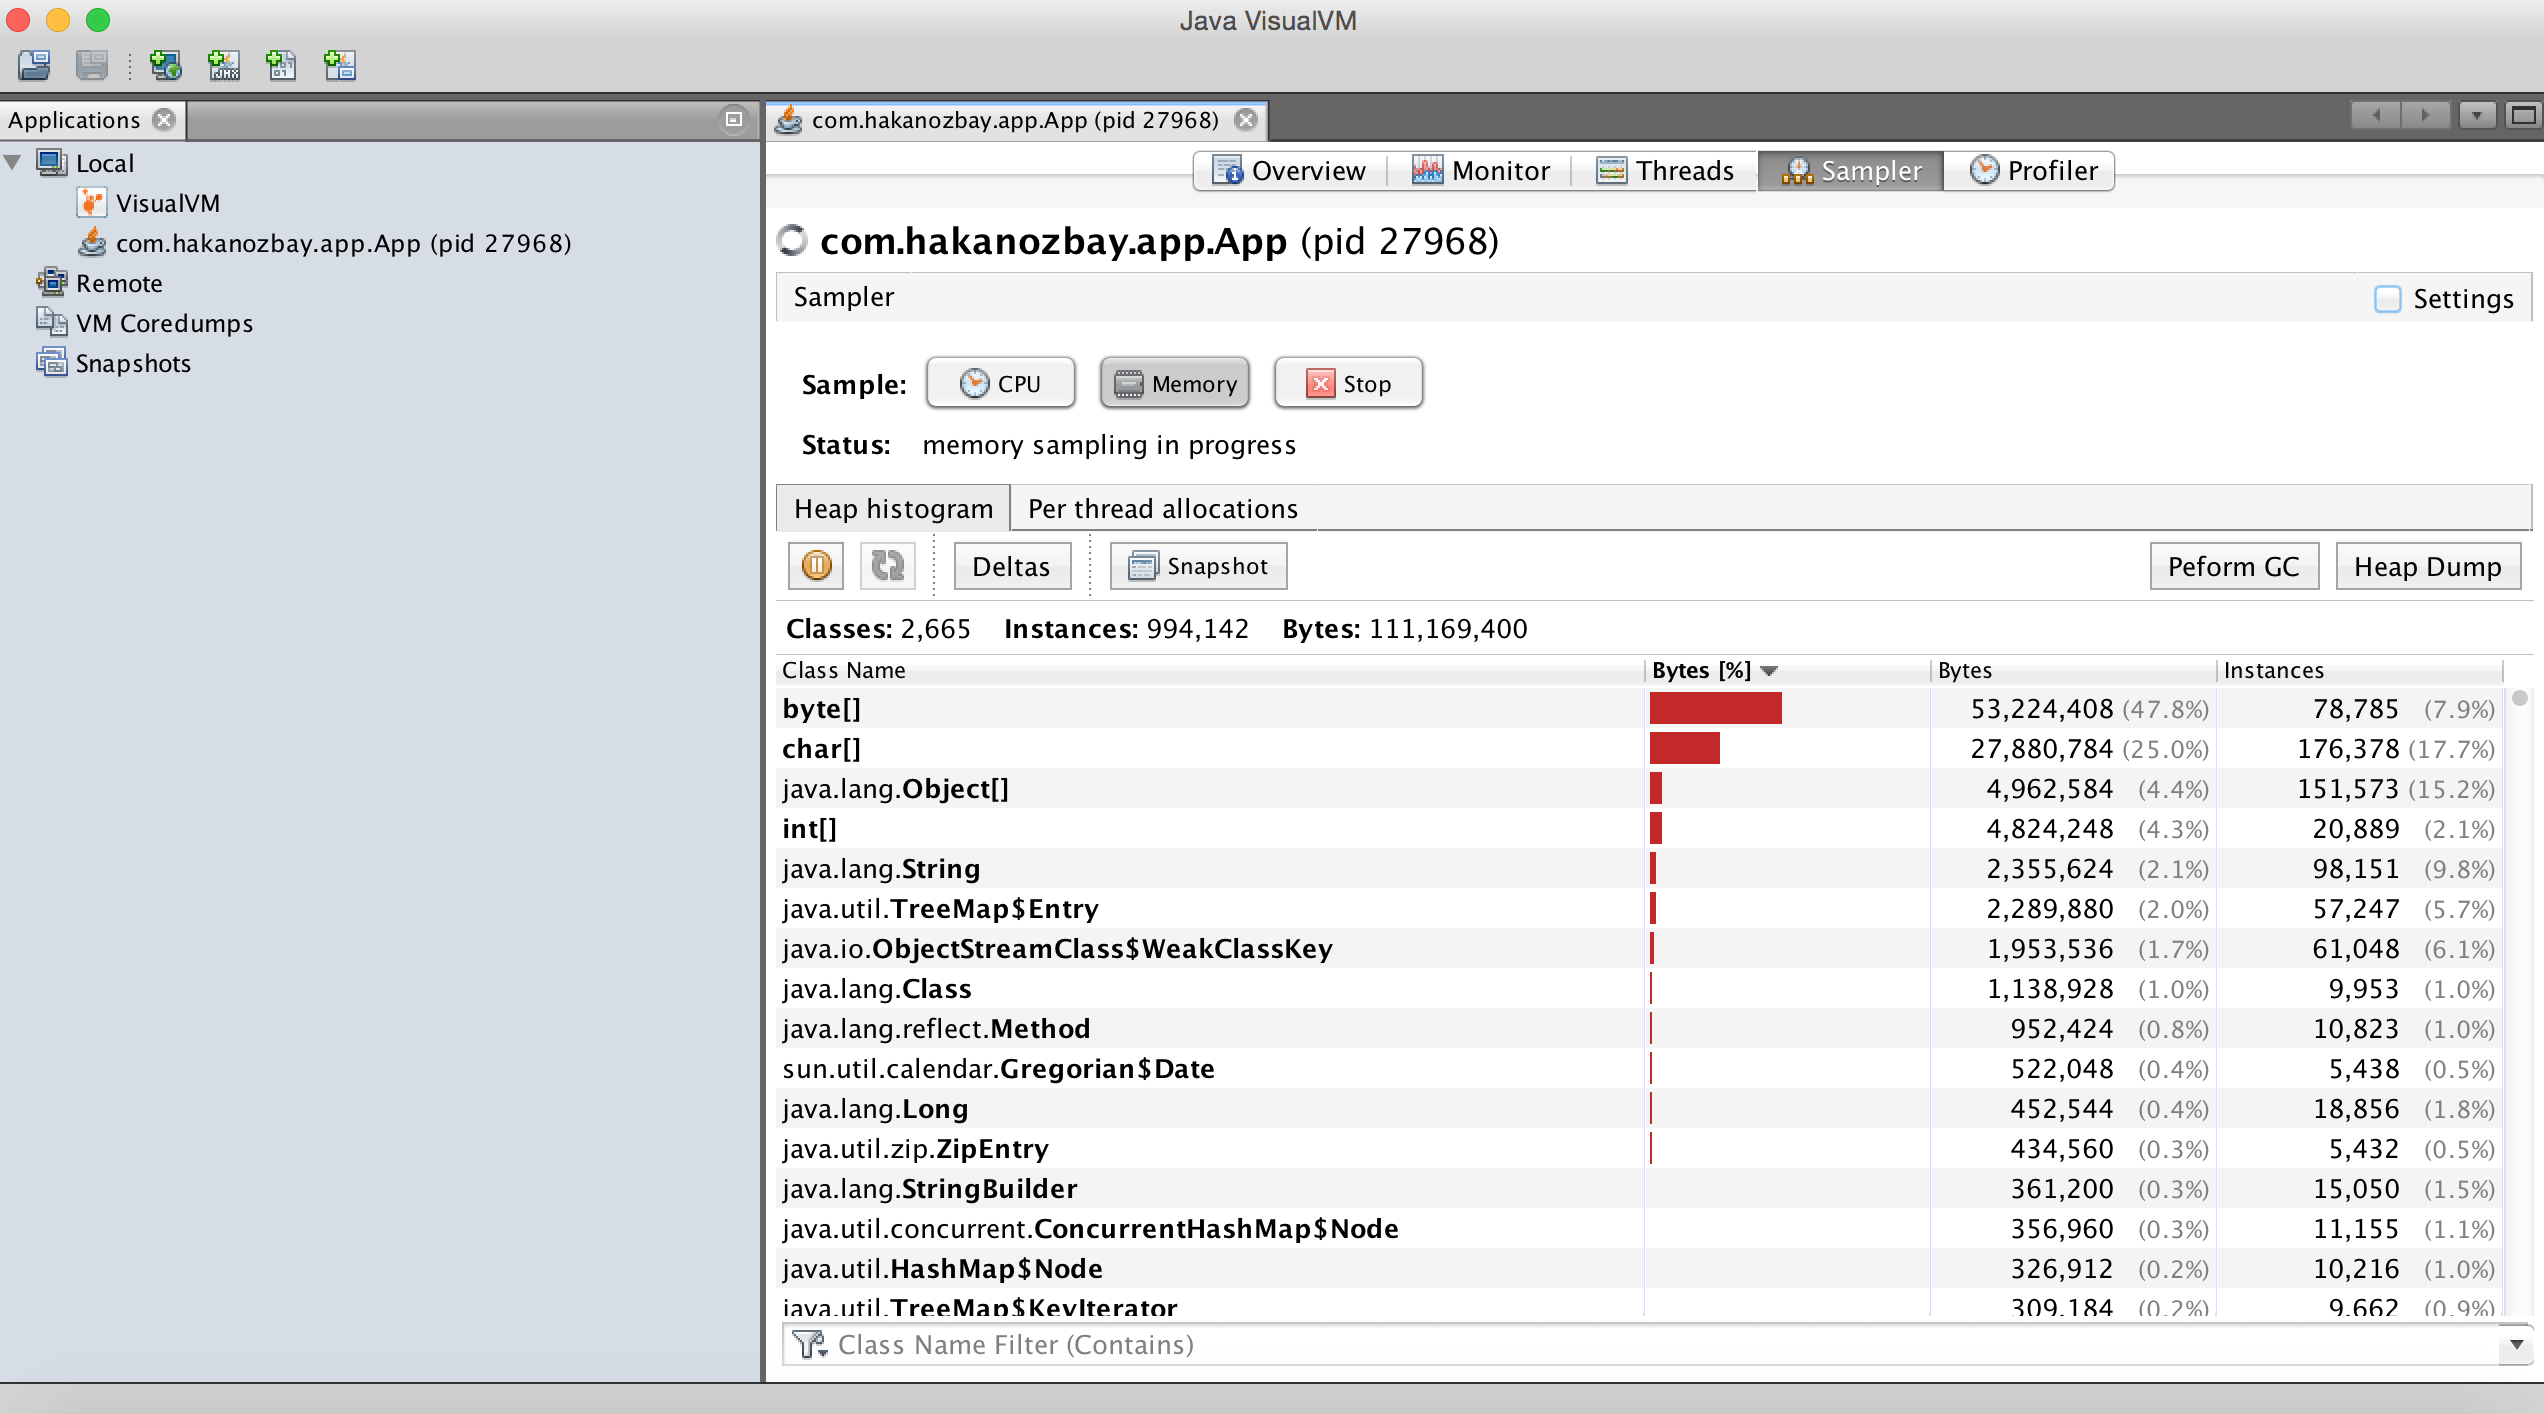 Java VisualVM
Applications
com.hakanozbay.app.App (pid 27968)
Local
VisualVM
com.hakanozbay.app.App (pid 27968)
Remote
VM Coredumps
Snapshots
Overview Monitor Threads Sampler Profiler
com.hakanozbay.app.App (pid 27968)
Sampler Settings
Sample: CPU Memory Stop
Status: memory sampling in progress
Heap histogram Per thread allocations
Deltas Snapshot Peform GC Heap Dump
Classes: 2,665 Instances: 994,142 Bytes: 111,169,400
Class Name Bytes [%] Bytes Instances
byte[] 53,224,408 (47.8%) 78,785 (7.9%)
char[] 27,880,784 (25.0%) 176,378 (17.7%)
java.lang.Object[] 4,962,584 (4.4%) 151,573 (15.2%)
int[] 4,824,248 (4.3%) 20,889 (2.1%)
java.lang.String 2,355,624 (2.1%) 98,151 (9.8%)
java.util.TreeMap$Entry 2,289,880 (2.0%) 57,247 (5.7%)
java.io.ObjectStreamClass$WeakClassKey 1,953,536 (1.7%) 61,048 (6.1%)
java.lang.Class 1,138,928 (1.0%) 9,953 (1.0%)
java.lang.reflect.Method 952,424 (0.8%) 10,823 (1.0%)
sun.util.calendar.Gregorian$Date 522,048 (0.4%) 5,438 (0.5%)
java.lang.Long 452,544 (0.4%) 18,856 (1.8%)
java.util.zip.ZipEntry 434,560 (0.3%) 5,432 (0.5%)
java.lang.StringBuilder 361,200 (0.3%) 15,050 (1.5%)
java.util.concurrent.ConcurrentHashMap$Node 356,960 (0.3%) 11,155 (1.1%)
java.util.HashMap$Node 326,912 (0.2%) 10,216 (1.0%)
java.util.TreeMap$KeyIterator 309,184 (0.2%) 9,662 (0.9%)
Class Name Filter (Contains)